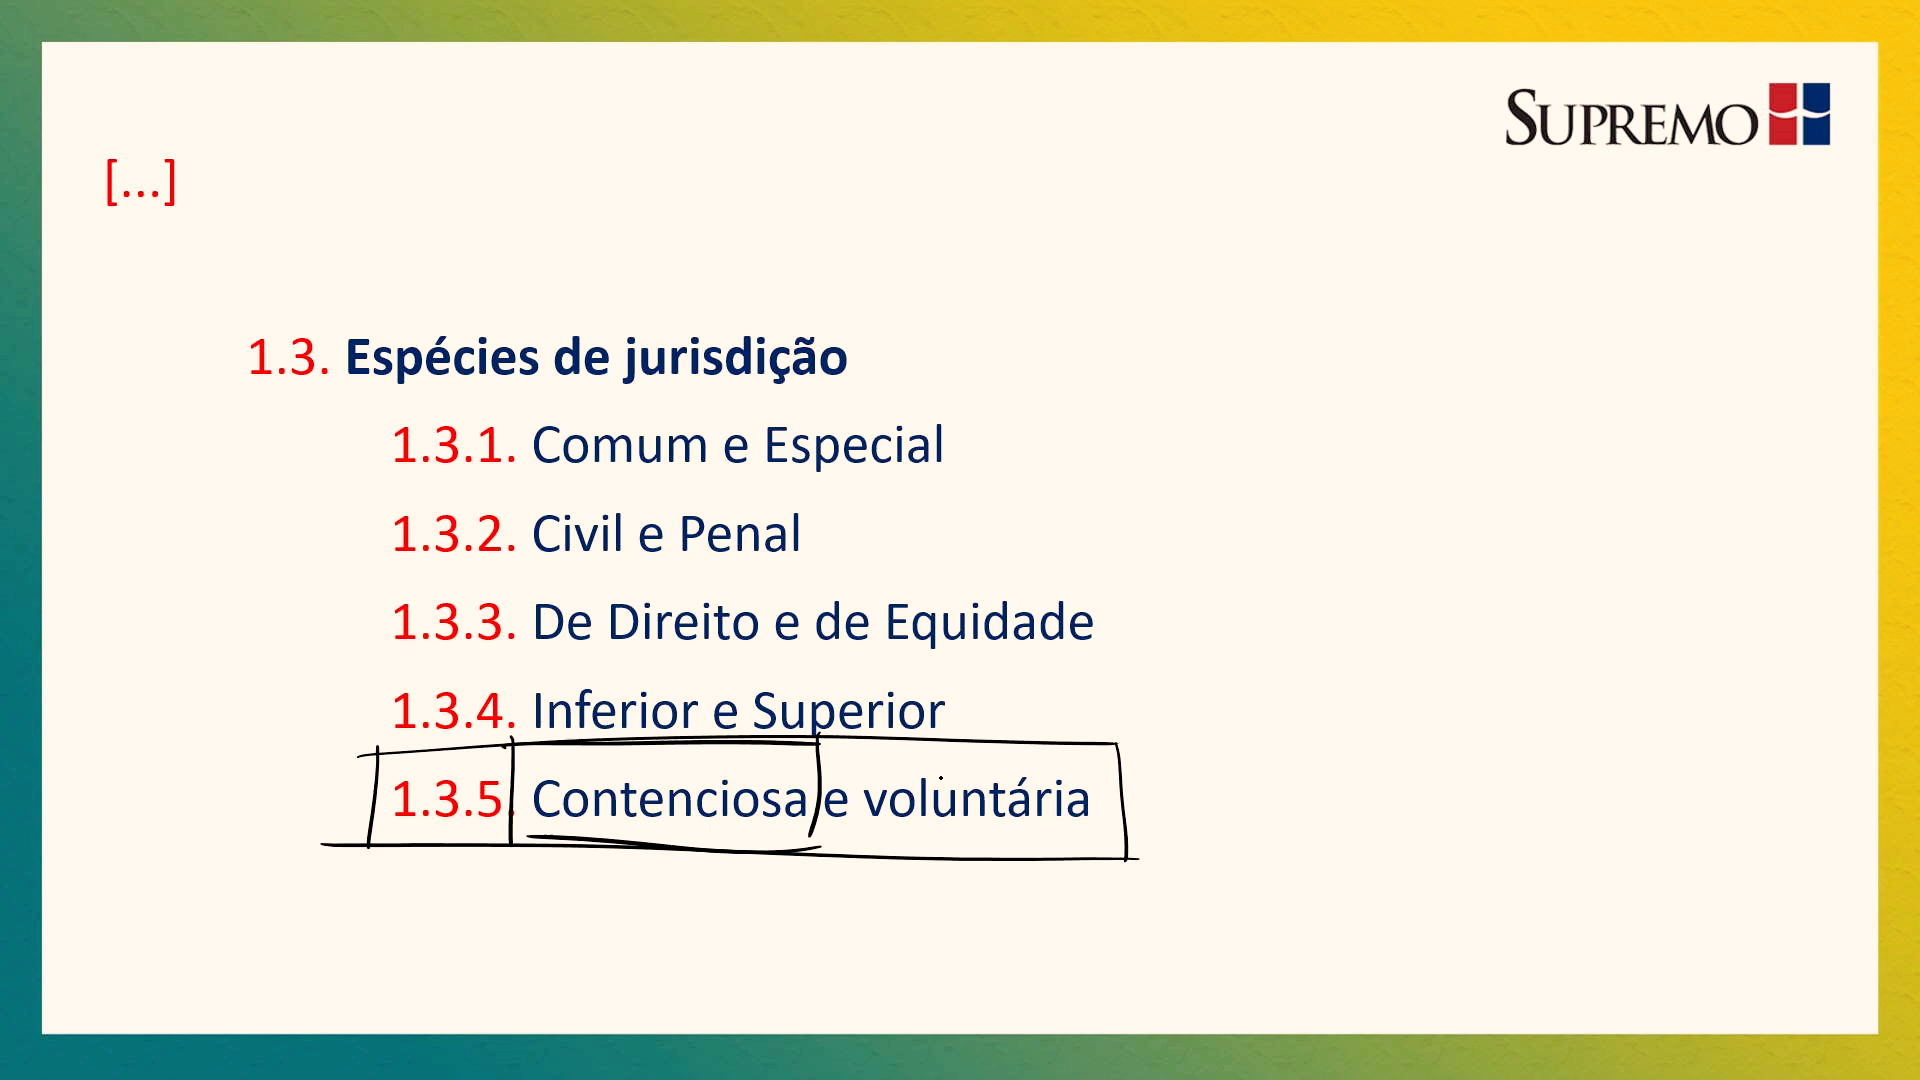 SUPREMO
[...]
1.3. Espécies de jurisdição
1.3.1. Comum e Especial
1.3.2. Civil e Penal
1.3.3. De Direito e de Equidade
1.3.4. Inferior e Superior
1.3.5. Contenciosa e voluntária